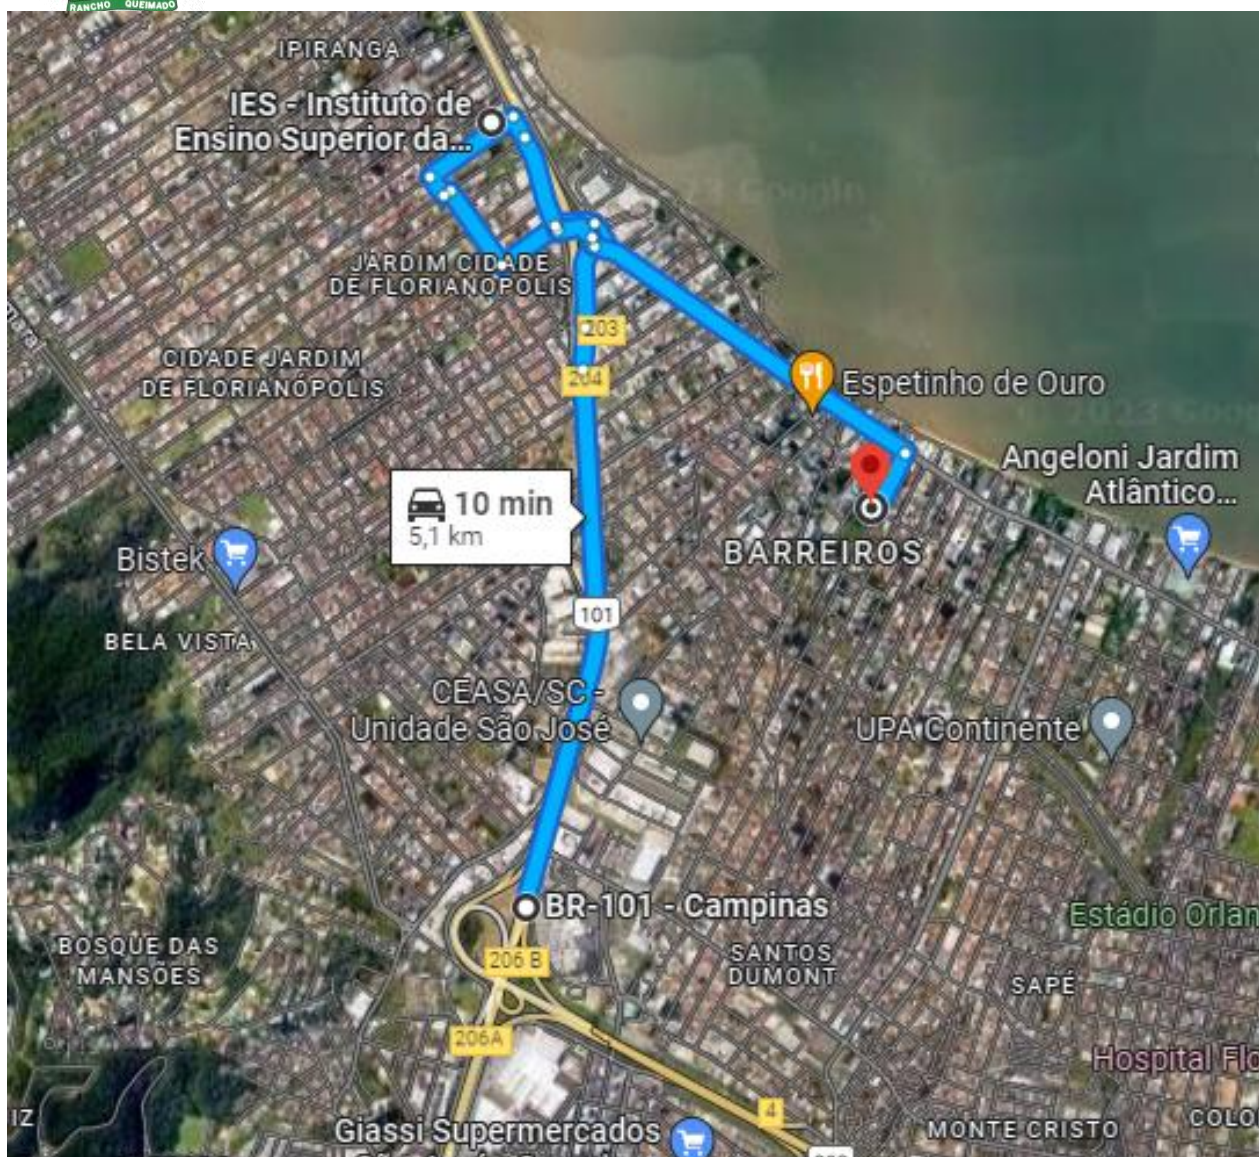 RANCHO QUEIMADO
IPIRANGA
IES - Instituto de
Ensino Superior da...
JARDIM CIDADE
DE FLORIANÓPOLIS
203
204
CIDADE JARDIM
DE FLORIANÓPOLIS
Espetinho de Ouro
Angeloni Jardim
Atlântico...
10 min
5,1 km
BARREIROS
Bistek
101
BELA VISTA
CEASA/SC -
Unidade São José
UPA Continente
BR-101 - Campinas
Estádio Orlan
BOSQUE DAS
MANSÕES
206 B
SANTOS
DUMONT
SAPÉ
206A
Hospital Flo
IZ
4
Giassi Supermercados
MONTE CRISTO
COLO